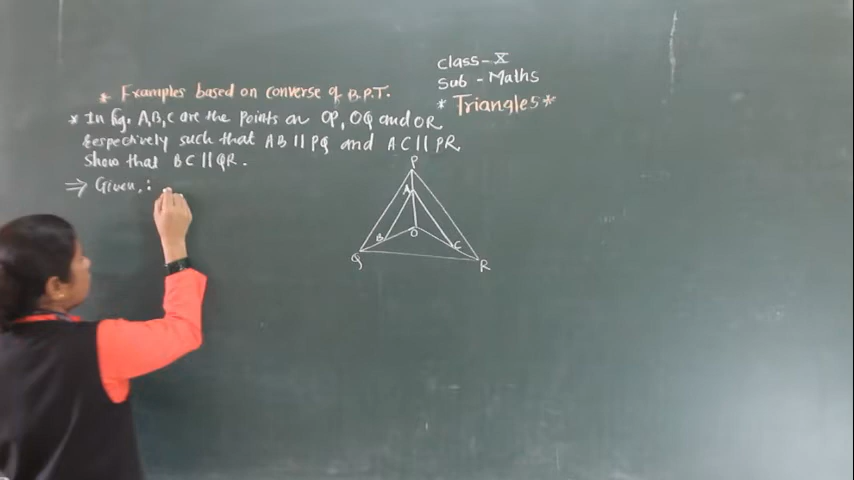 * Examples based on converse of B.P.T.
* In fig. A,B,C are the points on OP, OQ and OR
Respectively such that AB || PQ and AC || PR
Show that BC || QR.
⇒ Given,:
class - X
Sub - Maths
* Triangles *
P
A
B
O
C
Q
R